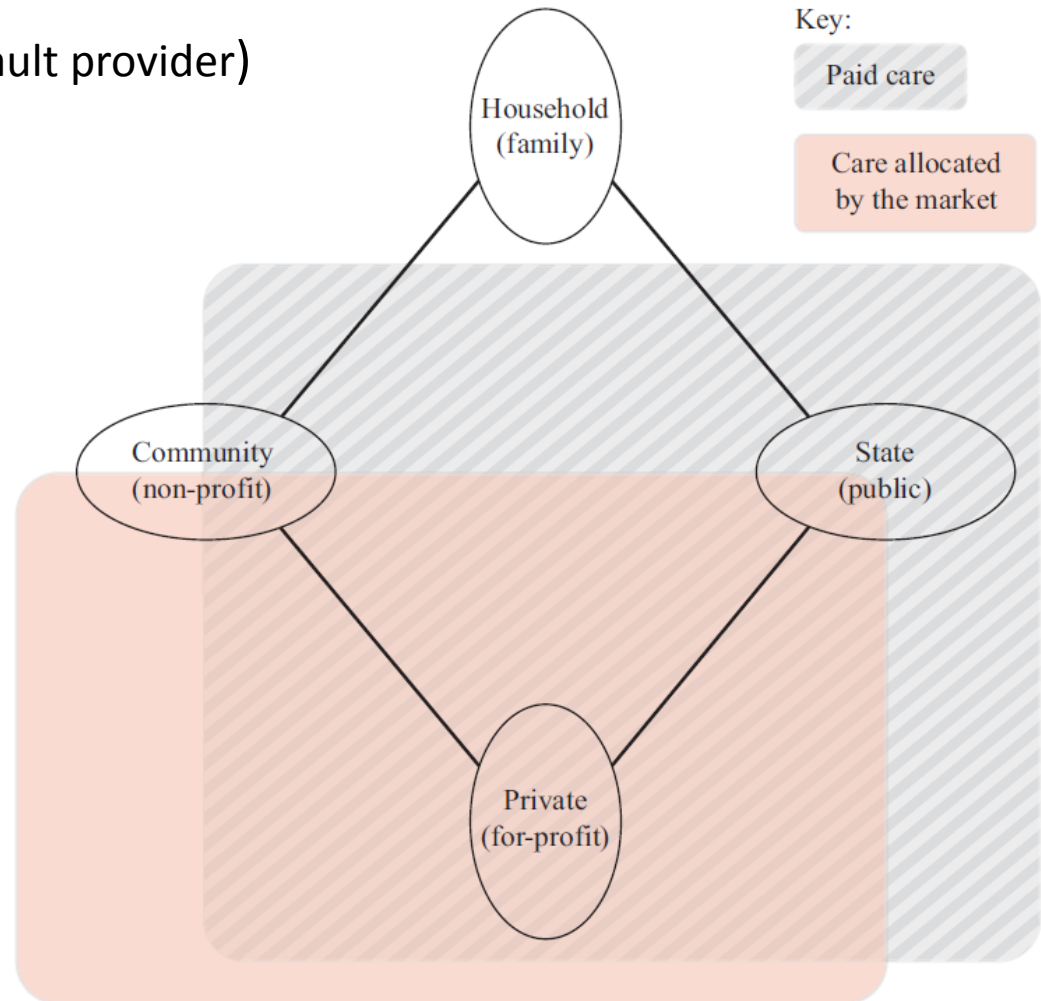 provider)
Key:
Paid care
Household
(family)
Care allocated
by the market
Community
(non-profit)
State
(public)
Private
(for-profit)